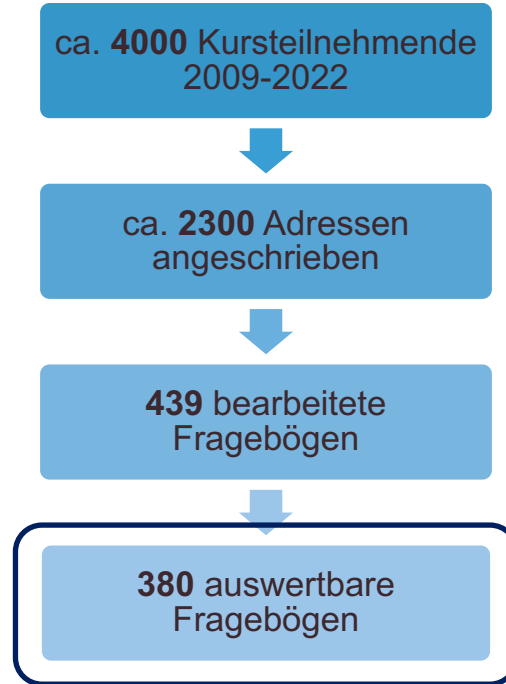 ca. 4000 Kursteilnehmende
2009-2022
ca. 2300 Adressen
angeschrieben
439 bearbeitete
Fragebögen
380 auswertbare
Fragebögen